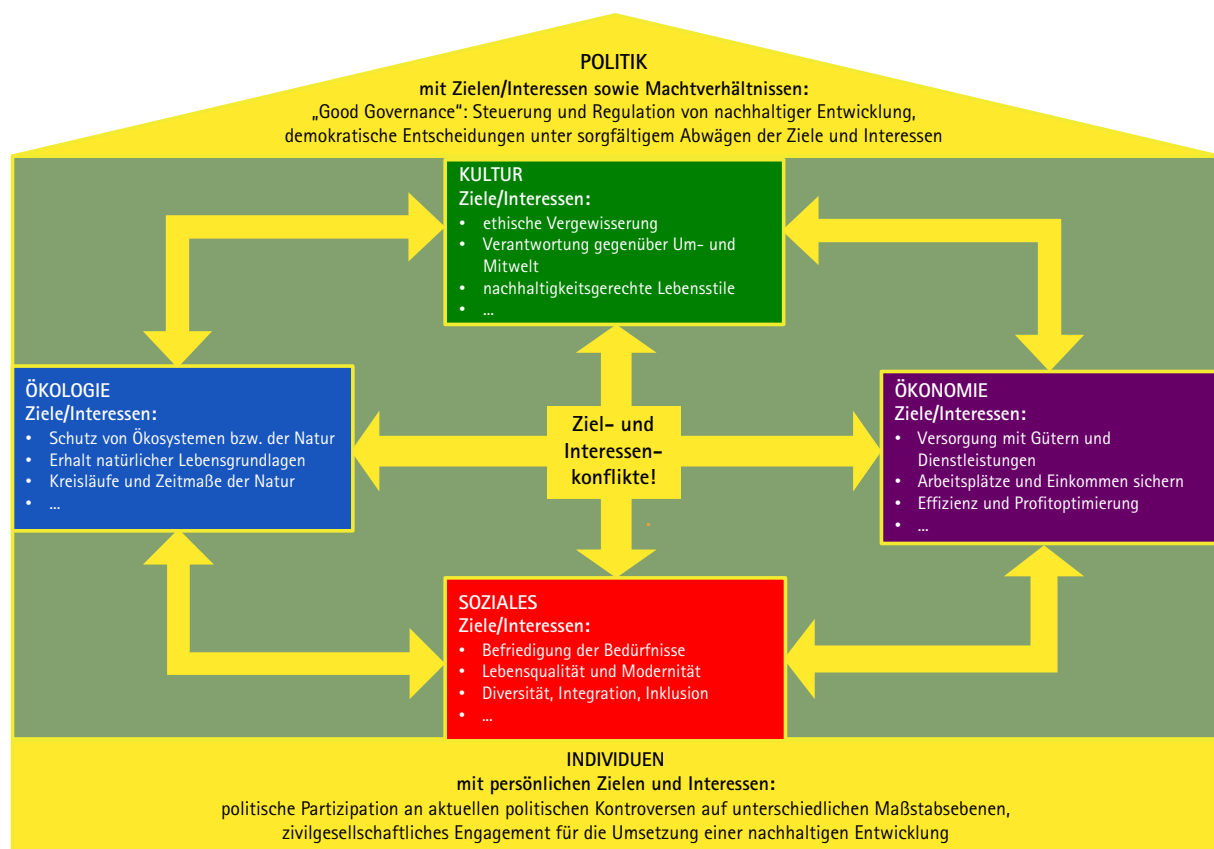 POLITIK
mit Zielen/Interessen sowie Machtverhältnissen:
„Good Governance“: Steuerung und Regulation von nachhaltiger Entwicklung,
demokratische Entscheidungen unter sorgfältigem Abwägen der Ziele und Interessen
KULTUR
Ziele/Interessen:
• ethische Vergewisserung
• Verantwortung gegenüber Um- und
Mitwelt
• nachhaltigkeitsgerechte Lebensstile
• ...
ÖKOLOGIE
Ziele/Interessen:
• Schutz von Ökosystemen bzw. der Natur
• Erhalt natürlicher Lebensgrundlagen
• Kreisläufe und Zeitmaße der Natur
• ...
Ziel- und
Interessen-
konflikte!
ÖKONOMIE
Ziele/Interessen:
• Versorgung mit Gütern und
Dienstleistungen
• Arbeitsplätze und Einkommen sichern
• Effizienz und Profitoptimierung
• ...
SOZIALES
Ziele/Interessen:
• Befriedigung der Bedürfnisse
• Lebensqualität und Modernität
• Diversität, Integration, Inklusion
• ...
INDIVIDUEN
mit persönlichen Zielen und Interessen:
politische Partizipation an aktuellen politischen Kontroversen auf unterschiedlichen Maßstabsebenen,
zivilgesellschaftliches Engagement für die Umsetzung einer nachhaltigen Entwicklung